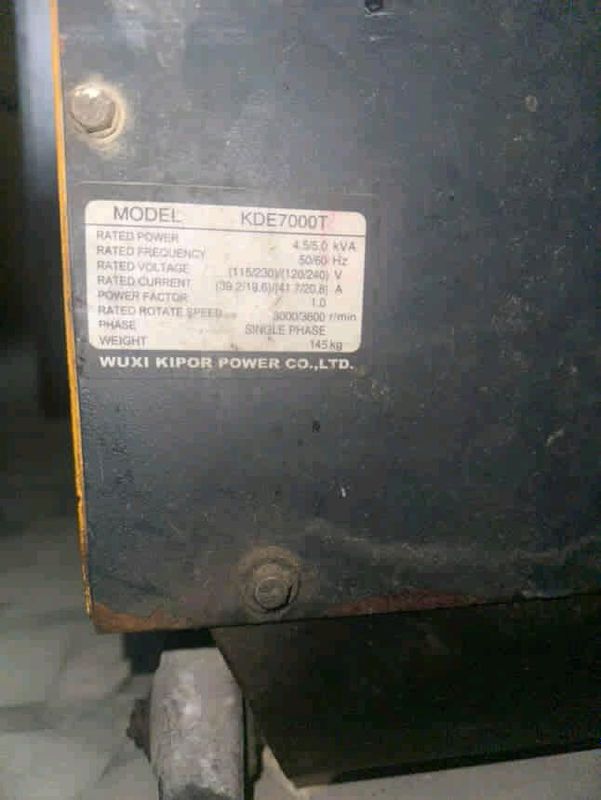 MODEL KDE7000T
RATED POWER 4.5/5.0 kVA
RATED FREQUENCY 50/60 Hz
RATED VOLTAGE (115/230)/(120/240) V
RATED CURRENT (39.2/19.6)/(41.7/20.8) A
POWER FACTOR 1.0
RATED ROTATE SPEED 3000/3600 r/min
PHASE SINGLE PHASE
WEIGHT 145kg
WUXI KIPOR POWER CO.,LTD.